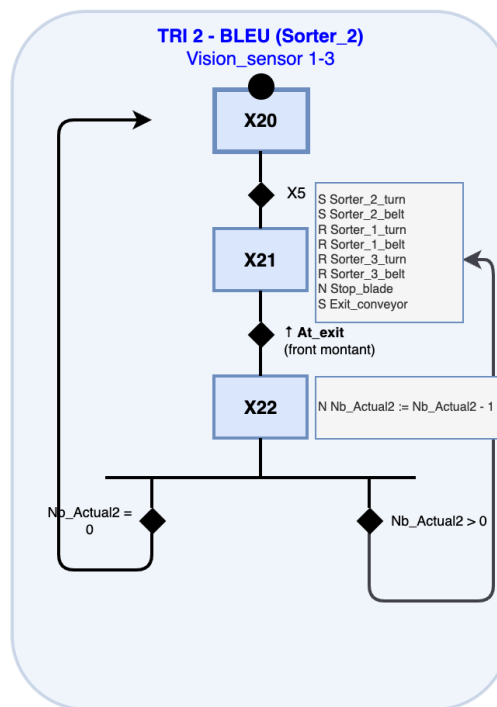 TRI 2 - BLEU (Sorter_2)
Vision_sensor 1-3
X20
X5
S Sorter_2_turn
S Sorter_2_belt
R Sorter_1_turn
R Sorter_1_belt
R Sorter_3_turn
R Sorter_3_belt
N Stop_blade
S Exit_conveyor
X21
↑ At_exit
(front montant)
X22
N Nb_Actual2 := Nb_Actual2 - 1
Nb_Actual2 =
0
Nb_Actual2 > 0